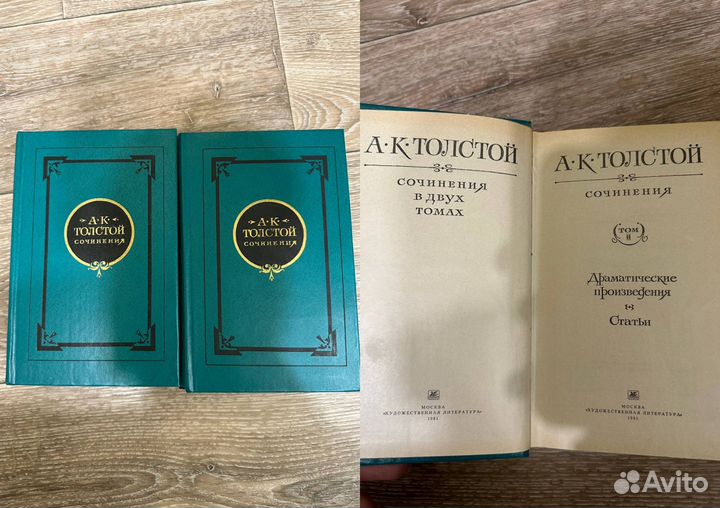 А·К·
ТОЛСТОЙ
СОЧИНЕНИЯ
А·К·
ТОЛСТОЙ
СОЧИНЕНИЯ
А·К·ТОЛСТОЙ
СОЧИНЕНИЯ
В ДВУХ
ТОМАХ
МОСКВА
«ХУДОЖЕСТВЕННАЯ ЛИТЕРАТУРА»
1981
А·К·ТОЛСТОЙ
СОЧИНЕНИЯ
ТОМ
II
Драматические
произведения
Статьи
МОСКВА
«ХУДОЖЕСТВЕННАЯ ЛИТЕРАТУРА»
1981
Avito